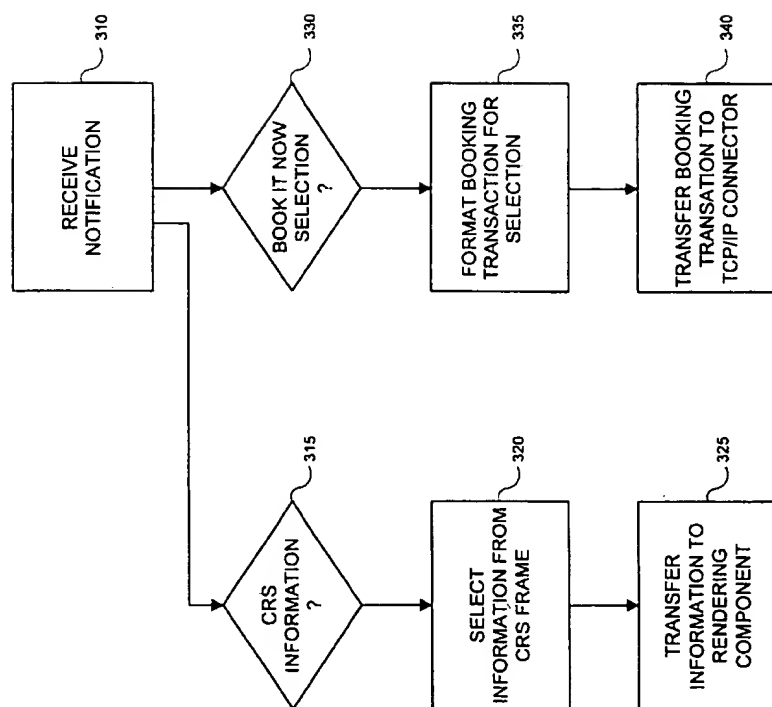 RECEIVE
NOTIFICATION
310
BOOK IT NOW
SELECTION
?
330
FORMAT BOOKING
TRANSACTION FOR
SELECTION
335
TRANSFER BOOKING
TRANSATION TO
TCP/IP CONNECTOR
340
CRS
INFORMATION
?
315
SELECT
INFORMATION FROM
CRS FRAME
320
TRANSFER
INFORMATION TO
RENDERING
COMPONENT
325